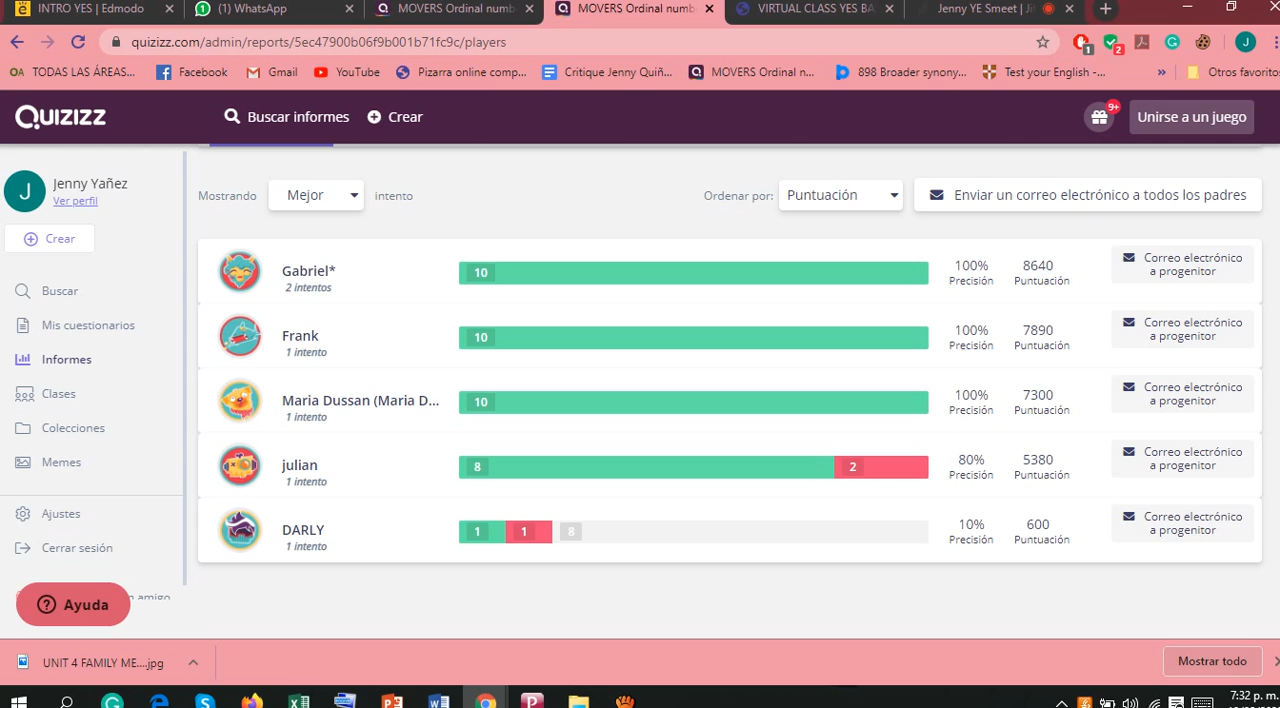 INTRO YES | Edmodo
(1) WhatsApp
MOVERS Ordinal numb
MOVERS Ordinal numb
VIRTUAL CLASS YES BA
Jenny YE Smeet | Ji
quizizz.com/admin/reports/5ec47900b06f9b001b71fc9c/players
1
2
J
OA TODAS LAS ÁREAS...
Facebook
Gmail
YouTube
Pizarra online comp...
Critique Jenny Quiñ...
MOVERS Ordinal n...
898 Broader synony...
Test your English -...
»
Otros favoritos
Quizizz
Buscar informes
Crear
9+
Unirse a un juego
J
Jenny Yañez
Ver perfil
Crear
Buscar
Mis cuestionarios
Informes
Clases
Colecciones
Memes
Ajustes
Cerrar sesión
n amigo
Ayuda
Mostrando
Mejor
intento
Ordenar por:
Puntuación
Enviar un correo electrónico a todos los padres
Gabriel*
2 intentos
10
100%
Precisión
8640
Puntuación
Correo electrónico
a progenitor
Frank
1 intento
10
100%
Precisión
7890
Puntuación
Correo electrónico
a progenitor
Maria Dussan (Maria D...
1 intento
10
100%
Precisión
7300
Puntuación
Correo electrónico
a progenitor
julian
1 intento
8
2
80%
Precisión
5380
Puntuación
Correo electrónico
a progenitor
DARLY
1 intento
1
1
8
10%
Precisión
600
Puntuación
Correo electrónico
a progenitor
UNIT 4 FAMILY ME....jpg
Mostrar todo
7:32 p. m.